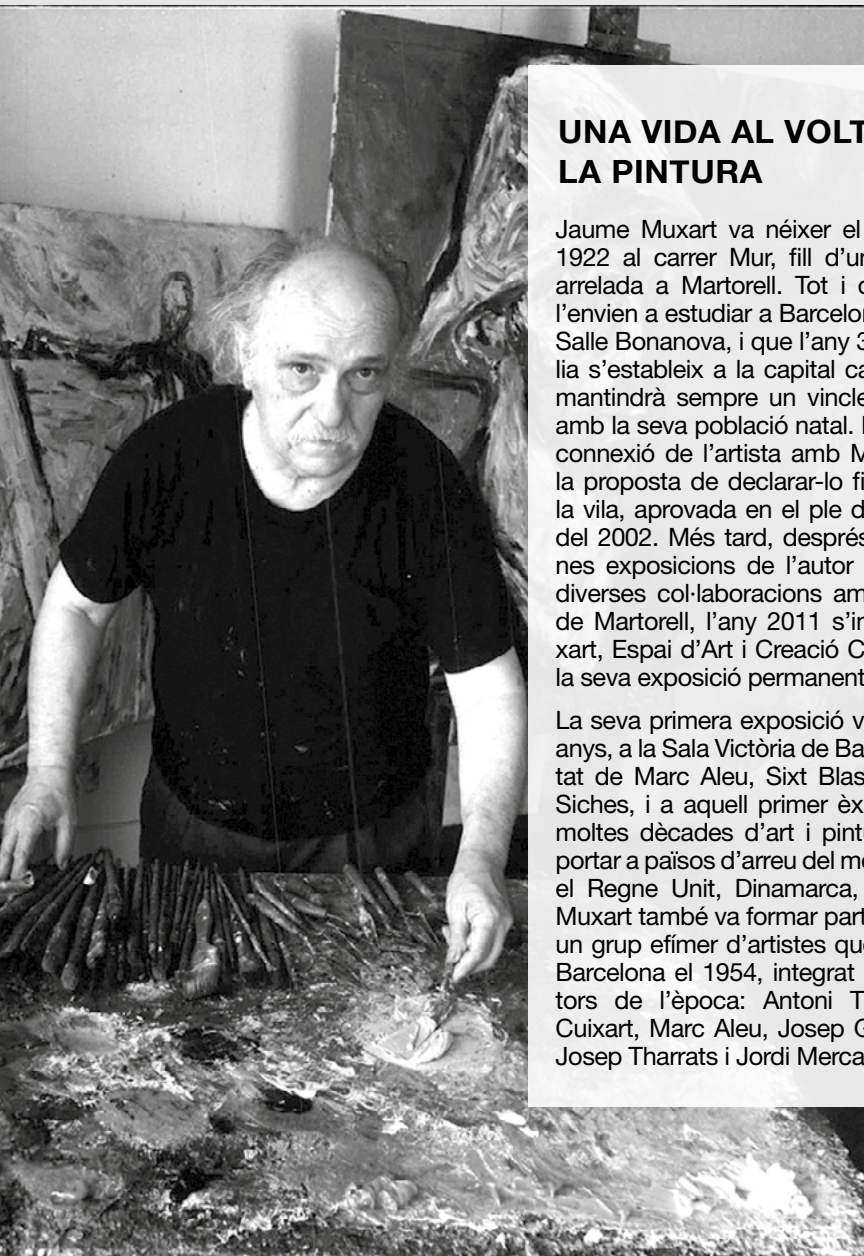 UNA VIDA AL VOLT
LA PINTURA
Jaume Muxart va néixer el
1922 al carrer Mur, fill d’un
arrelada a Martorell. Tot i q
l’envien a estudiar a Barcelon
Salle Bonanova, i que l’any 3
lia s’estableix a la capital ca
mantindrà sempre un vincle
amb la seva població natal.
connexió de l’artista amb M
la proposta de declarar-lo fi
la vila, aprovada en el ple d
del 2002. Més tard, després
nes exposicions de l’autor
diverses col·laboracions am
de Martorell, l’any 2011 s’in
xart, Espai d’Art i Creació C
la seva exposició permanent
La seva primera exposició v
anys, a la Sala Victòria de Ba
tat de Marc Aleu, Sixt Blas
Siches, i a aquell primer èx
moltes dècades d’art i pint
portar a països d’arreu del mo
el Regne Unit, Dinamarca,
Muxart també va formar part
un grup efímer d’artistes que
Barcelona el 1954, integrat
tors de l’època: Antoni T
Cuixart, Marc Aleu, Josep G
Josep Tharrats i Jordi Merca